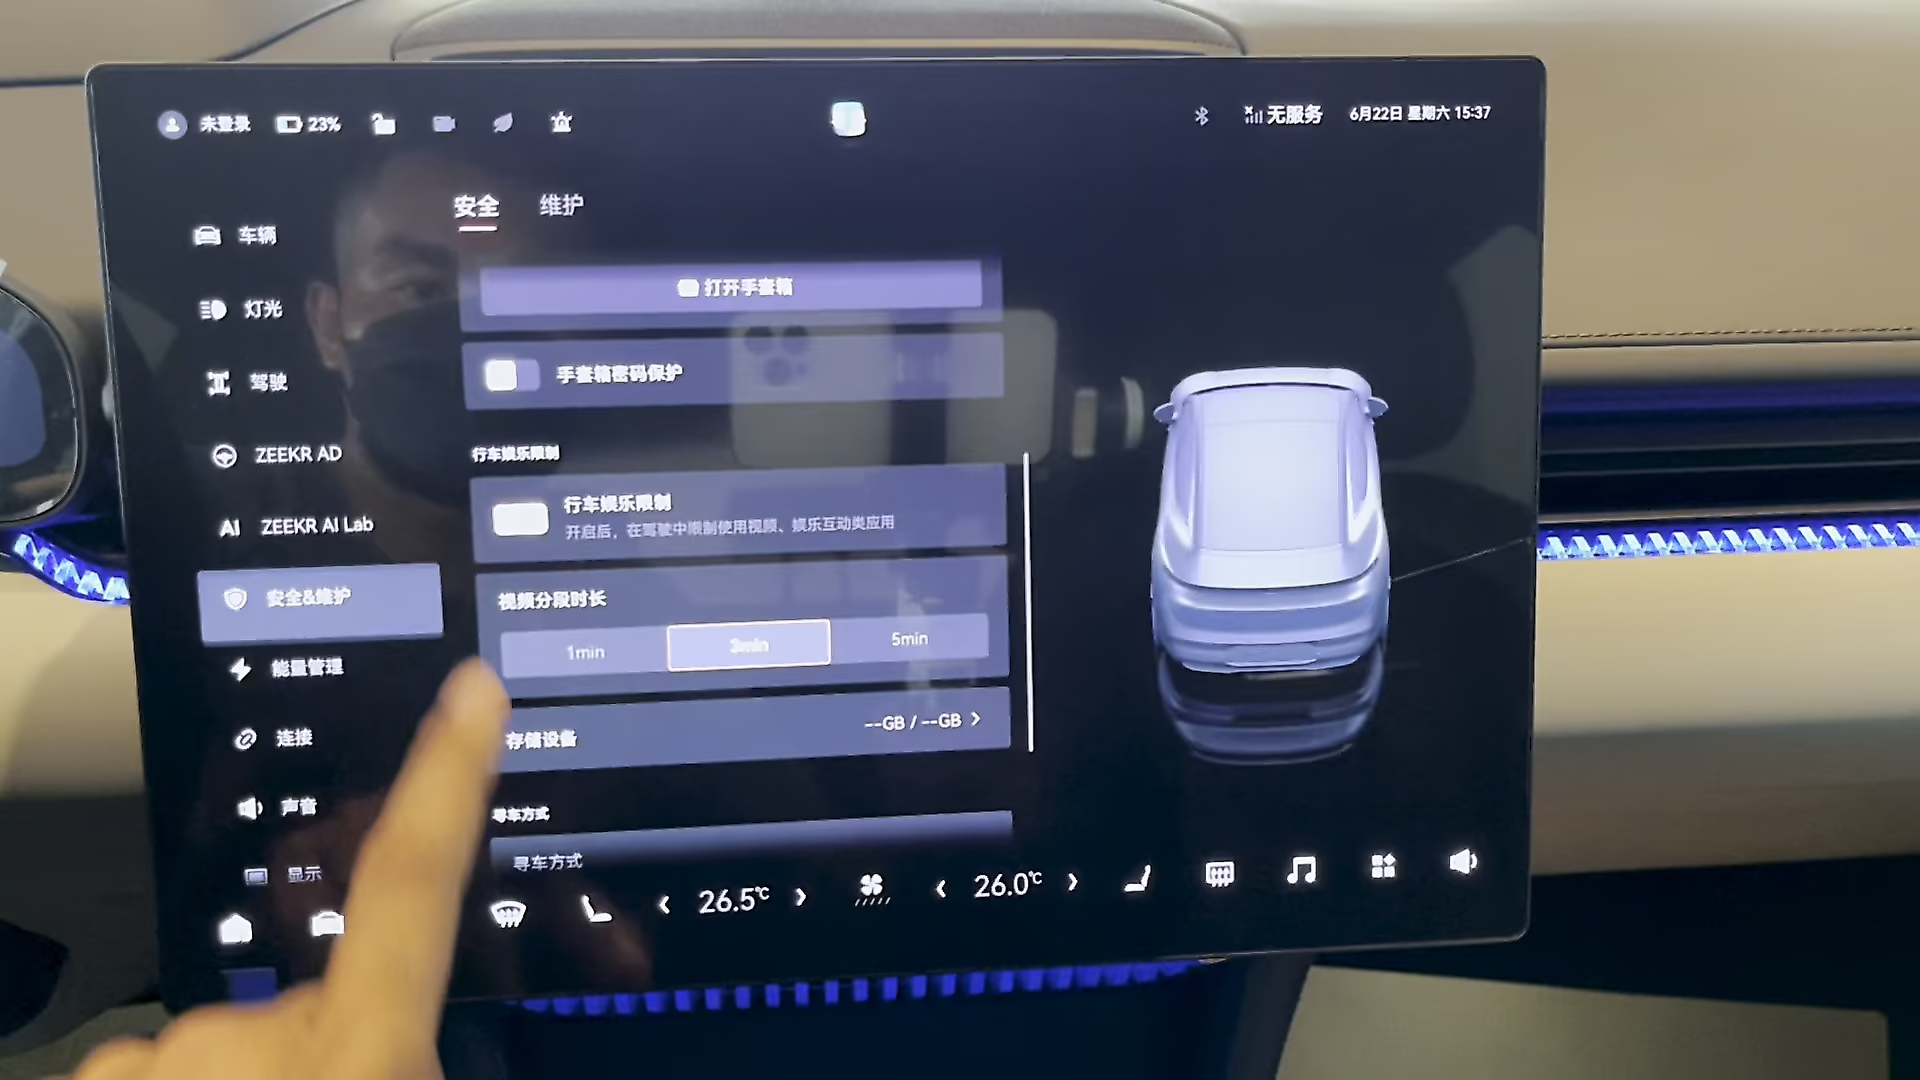 未登录 23% 无服务 6月22日 星期六 15:37
安全 维护
车辆
灯光
驾驶
ZEEKR AD
AI ZEEKR AI Lab
安全&维护
能量管理
连接
声音
显示
打开手套箱
手套箱密码保护
行车娱乐限制
行车娱乐限制
开启后，在驾驶中限制使用视频、娱乐互动类应用
视频分段时长
1min 3min 5min
存储设备 --GB / --GB
寻车方式
寻车方式
26.5℃ 26.0℃